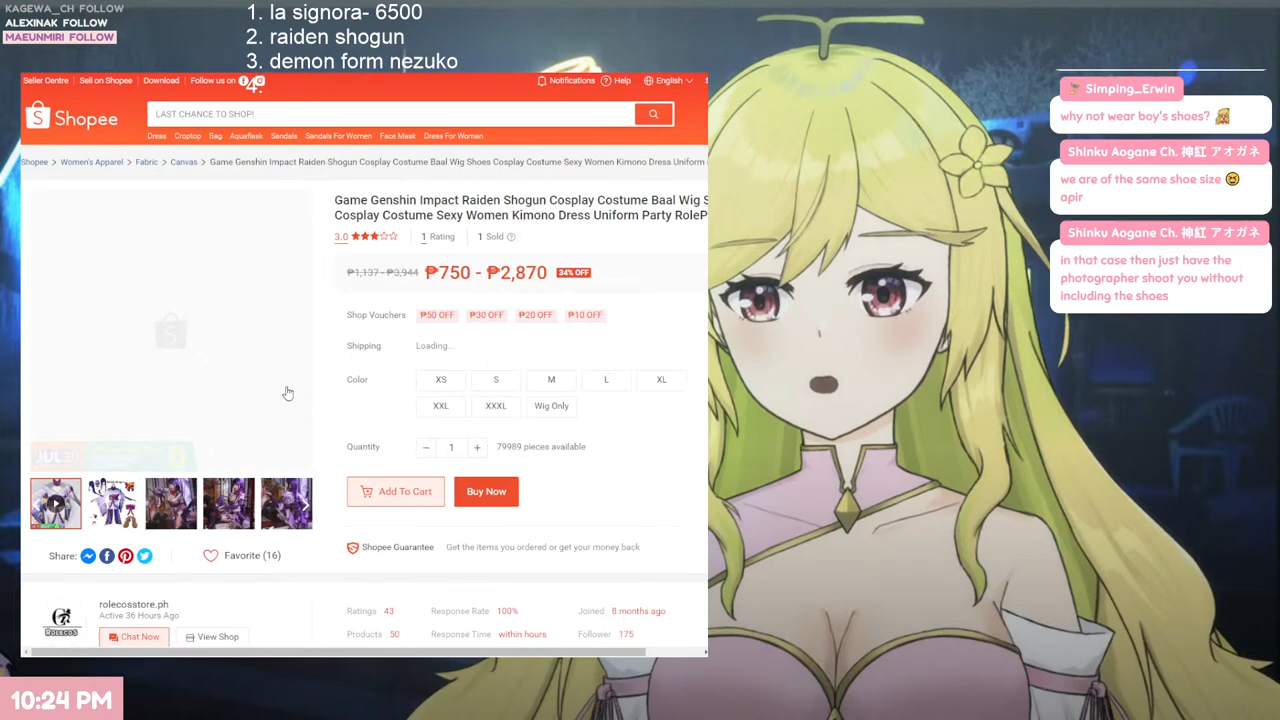 KAGEWA_CH FOLLOW
ALEXINAK FOLLOW
MAEUNMIRI FOLLOW
1. la signora- 6500
2. raiden shogun
3. demon form nezuko
4.
Seller Centre | Sell on Shopee | Download | Follow us on
Notifications Help English
Shopee
LAST CHANCE TO SHOP!
Dress Croptop Bag Aquaflask Sandals Sandals For Women Face Mask Dress For Women
Shopee > Women's Apparel > Fabric > Canvas > Game Genshin Impact Raiden Shogun Cosplay Costume Baal Wig Shoes Cosplay Costume Sexy Women Kimono Dress Uniform
Game Genshin Impact Raiden Shogun Cosplay Costume Baal Wig S
Cosplay Costume Sexy Women Kimono Dress Uniform Party RoleP
3.0 1 Rating 1 Sold
₱1,137 - ₱3,944 ₱750 - ₱2,870 34% OFF
Shop Vouchers ₱50 OFF ₱30 OFF ₱20 OFF ₱10 OFF
Shipping Loading...
Color XS S M L XL
XXL XXXL Wig Only
Quantity − 1 + 79989 pieces available
Add To Cart Buy Now
Share: Favorite (16)
Shopee Guarantee Get the items you ordered or get your money back
rolecosstore.ph
Active 36 Hours Ago
Chat Now View Shop
ROLECOS
Ratings 43 Response Rate 100% Joined 8 months ago
Products 50 Response Time within hours Follower 175
Simping_Erwin
why not wear boy's shoes?
Shinku Aogane Ch. 神紅 アオガネ
we are of the same shoe size
apir
Shinku Aogane Ch. 神紅 アオガネ
in that case then just have the
photographer shoot you without
including the shoes
10:24 PM